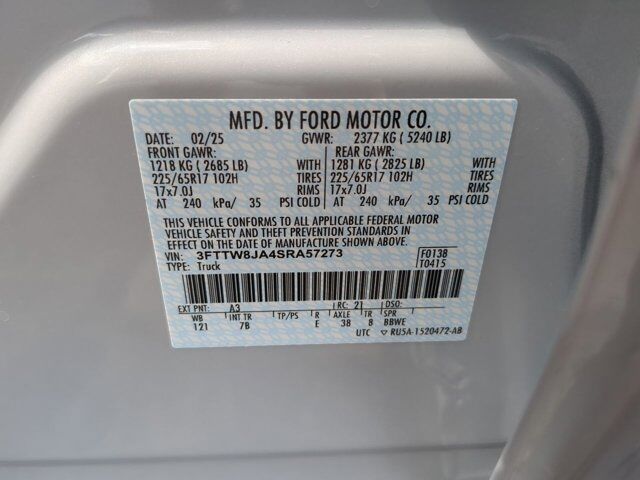 MFD. BY FORD MOTOR CO.
DATE: 02/25 GVWR: 2377 KG ( 5240 LB)
FRONT GAWR: REAR GAWR:
1218 KG ( 2685 LB) WITH 1281 KG ( 2825 LB) WITH
225/65R17 102H TIRES 225/65R17 102H TIRES
17x7.0J RIMS 17x7.0J RIMS
AT 240 kPa/ 35 PSI COLD AT 240 kPa/ 35 PSI COLD
THIS VEHICLE CONFORMS TO ALL APPLICABLE FEDERAL MOTOR
VEHICLE SAFETY AND THEFT PREVENTION STANDARDS IN
EFFECT ON THE DATE OF MANUFACTURE SHOWN ABOVE.
VIN: 3FTTW8JA4SRA57273 F0138
TYPE: Truck T0415
EXT PNT: A3 RC: 21 DSO:
WB INT TR TP/PS R AXLE TR SPR
121 7B E 38 8 BBWE
UTC ▽ RU5A-1520472-AB